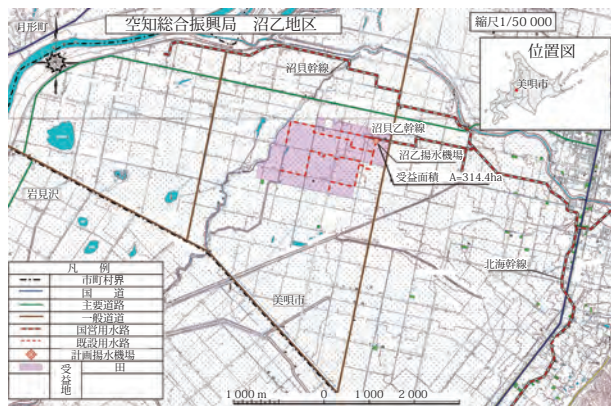 空知総合振興局 沼乙地区
縮尺1/50 000
月形町
位置図
美唄市
沼貝幹線
沼貝乙幹線
沼乙揚水機場
受益面積 A=314.4ha
岩見沢
北海幹線
美唄市
凡 例
市町村界
国 道
主要道路
一般道道
国営用水路
既設用水路
計画揚水機場
受益地 田
1 000 m 0 1 000 2 000